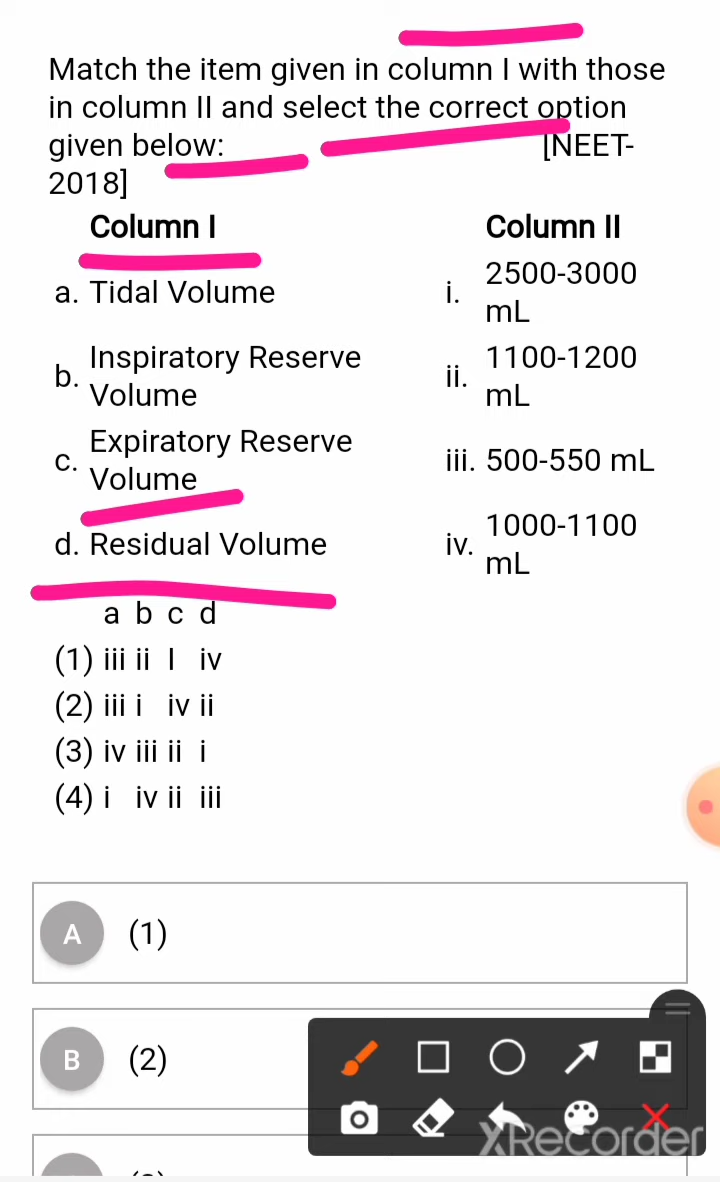 Match the item given in column I with those
in column II and select the correct option
given below: [NEET-
2018]
Column I Column II
a. Tidal Volume i. 2500-3000 mL
b. Inspiratory Reserve Volume ii. 1100-1200 mL
c. Expiratory Reserve Volume iii. 500-550 mL
d. Residual Volume iv. 1000-1100 mL
a b c d
(1) iii ii I iv
(2) iii i iv ii
(3) iv iii ii i
(4) i iv ii iii
A (1)
B (2)
XRecorder